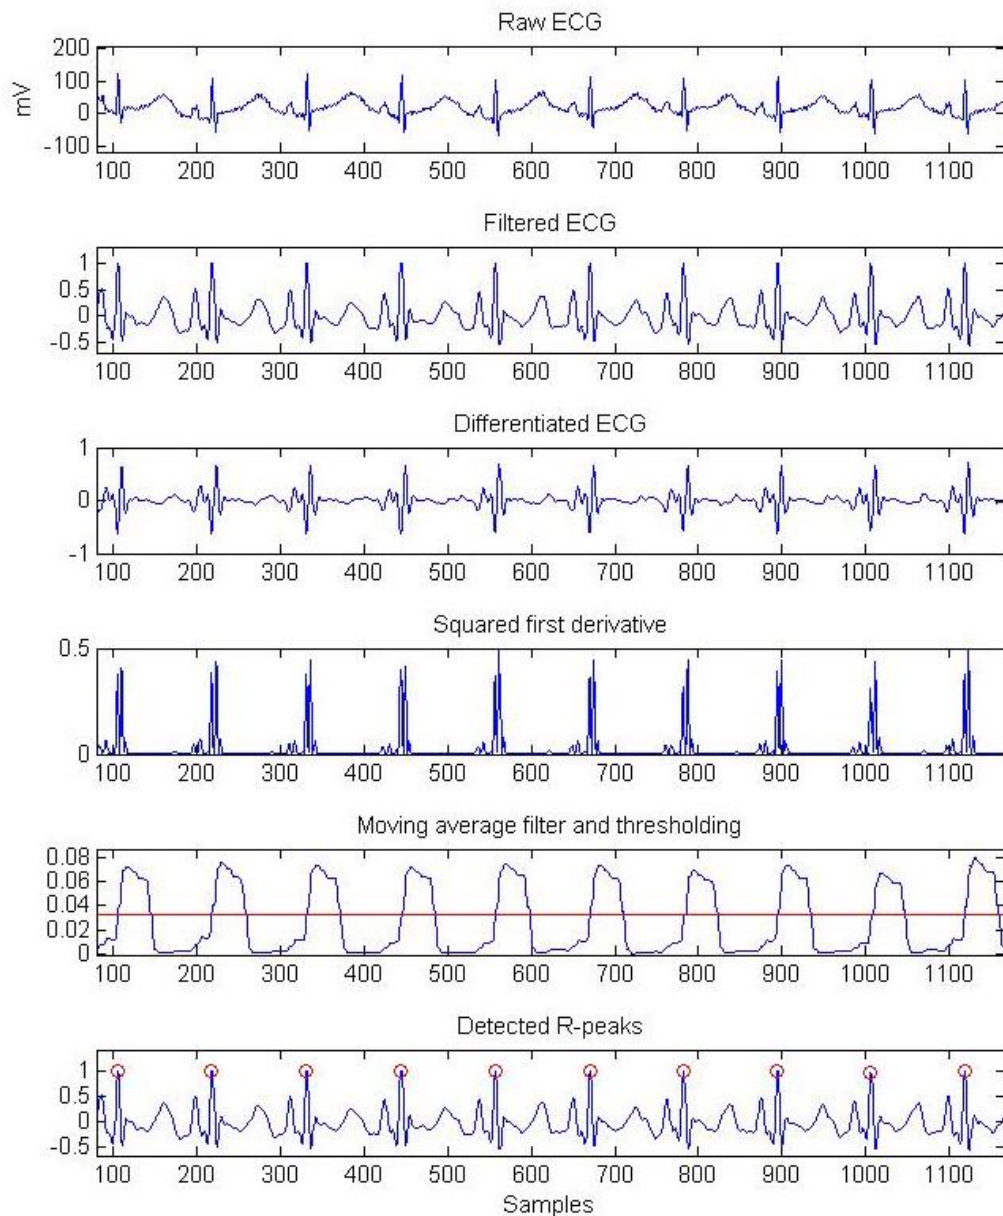 Raw ECG
200
100
0
-100
mV
100 200 300 400 500 600 700 800 900 1000 1100
Filtered ECG
1
0.5
0
-0.5
100 200 300 400 500 600 700 800 900 1000 1100
Differentiated ECG
1
0
-1
100 200 300 400 500 600 700 800 900 1000 1100
Squared first derivative
0.5
0
100 200 300 400 500 600 700 800 900 1000 1100
Moving average filter and thresholding
0.08
0.06
0.04
0.02
0
100 200 300 400 500 600 700 800 900 1000 1100
Detected R-peaks
1
0.5
0
-0.5
100 200 300 400 500 600 700 800 900 1000 1100
Samples